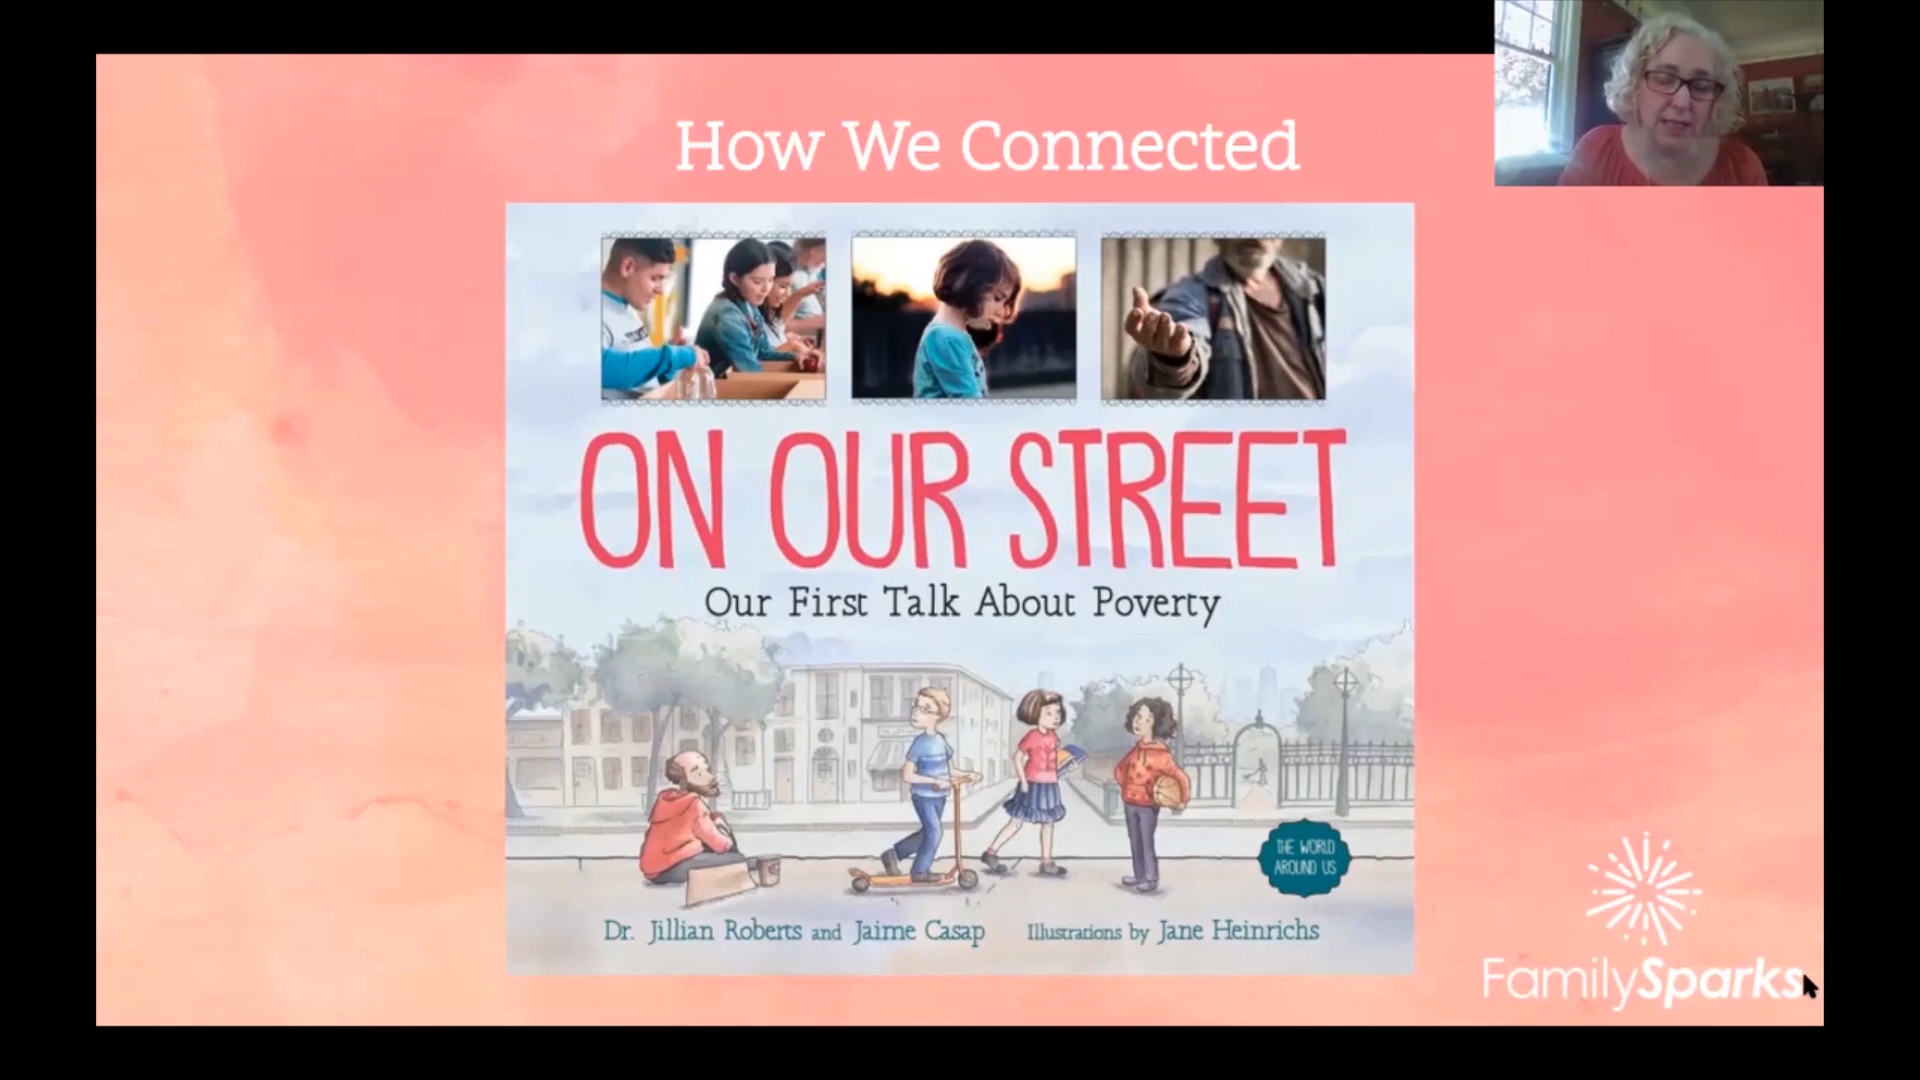 How We Connected
ON OUR STREET
Our First Talk About Poverty
THE WORLD
AROUND US
Dr. Jillian Roberts and Jaime Casap Illustrations by Jane Heinrichs
FamilySparks